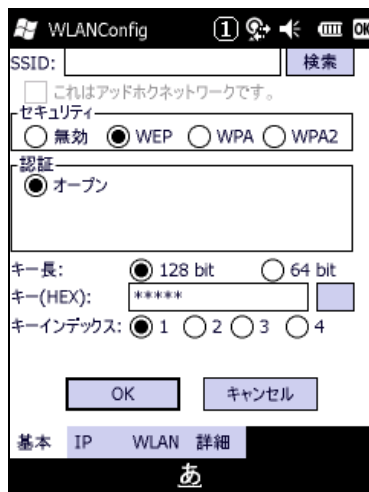 WLANConfig 1 OK
SSID: 検索
これはアッドホクネットワークです。
セキュリティ
無効 WEP WPA WPA2
認証
オープン
キー長: 128 bit 64 bit
キー(HEX): *****
キーインデックス: 1 2 3 4
OK キャンセル
基本 IP WLAN 詳細
あ